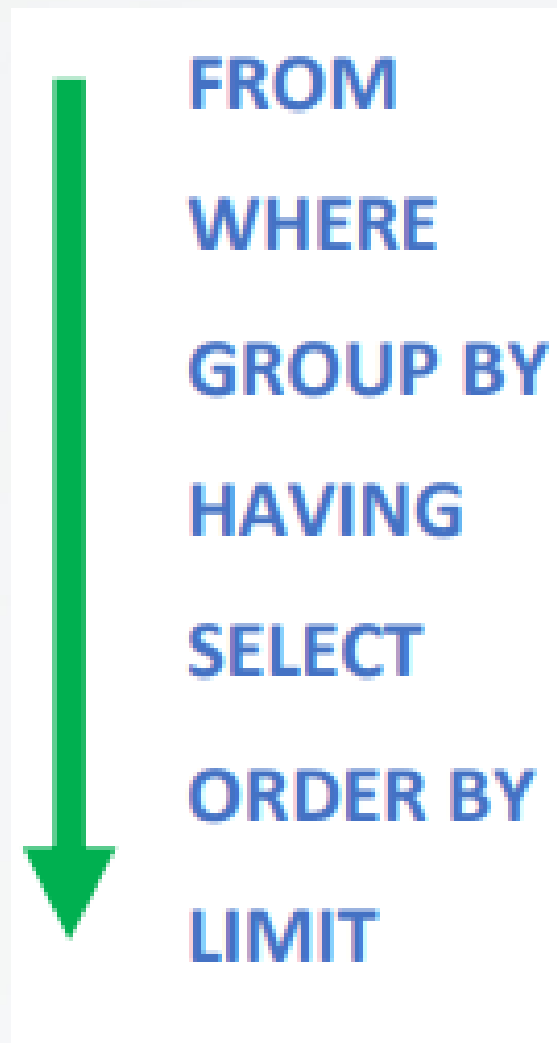 FROM
WHERE
GROUP BY
HAVING
SELECT
ORDER BY
LIMIT